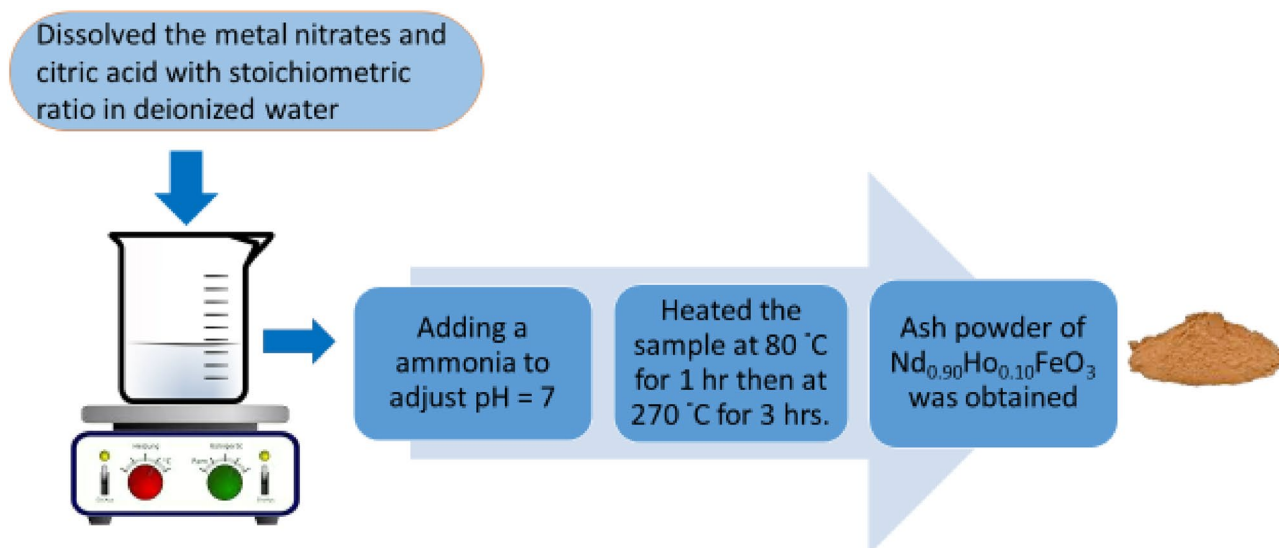 Dissolved the metal nitrates and
citric acid with stoichiometric
ratio in deionized water
Adding a
ammonia to
adjust pH = 7
Heated the
sample at 80 ˚C
for 1 hr then at
270 ˚C for 3 hrs.
Ash powder of
Nd₀.₉₀Ho₀.₁₀FeO₃
was obtained
Heizung
°C